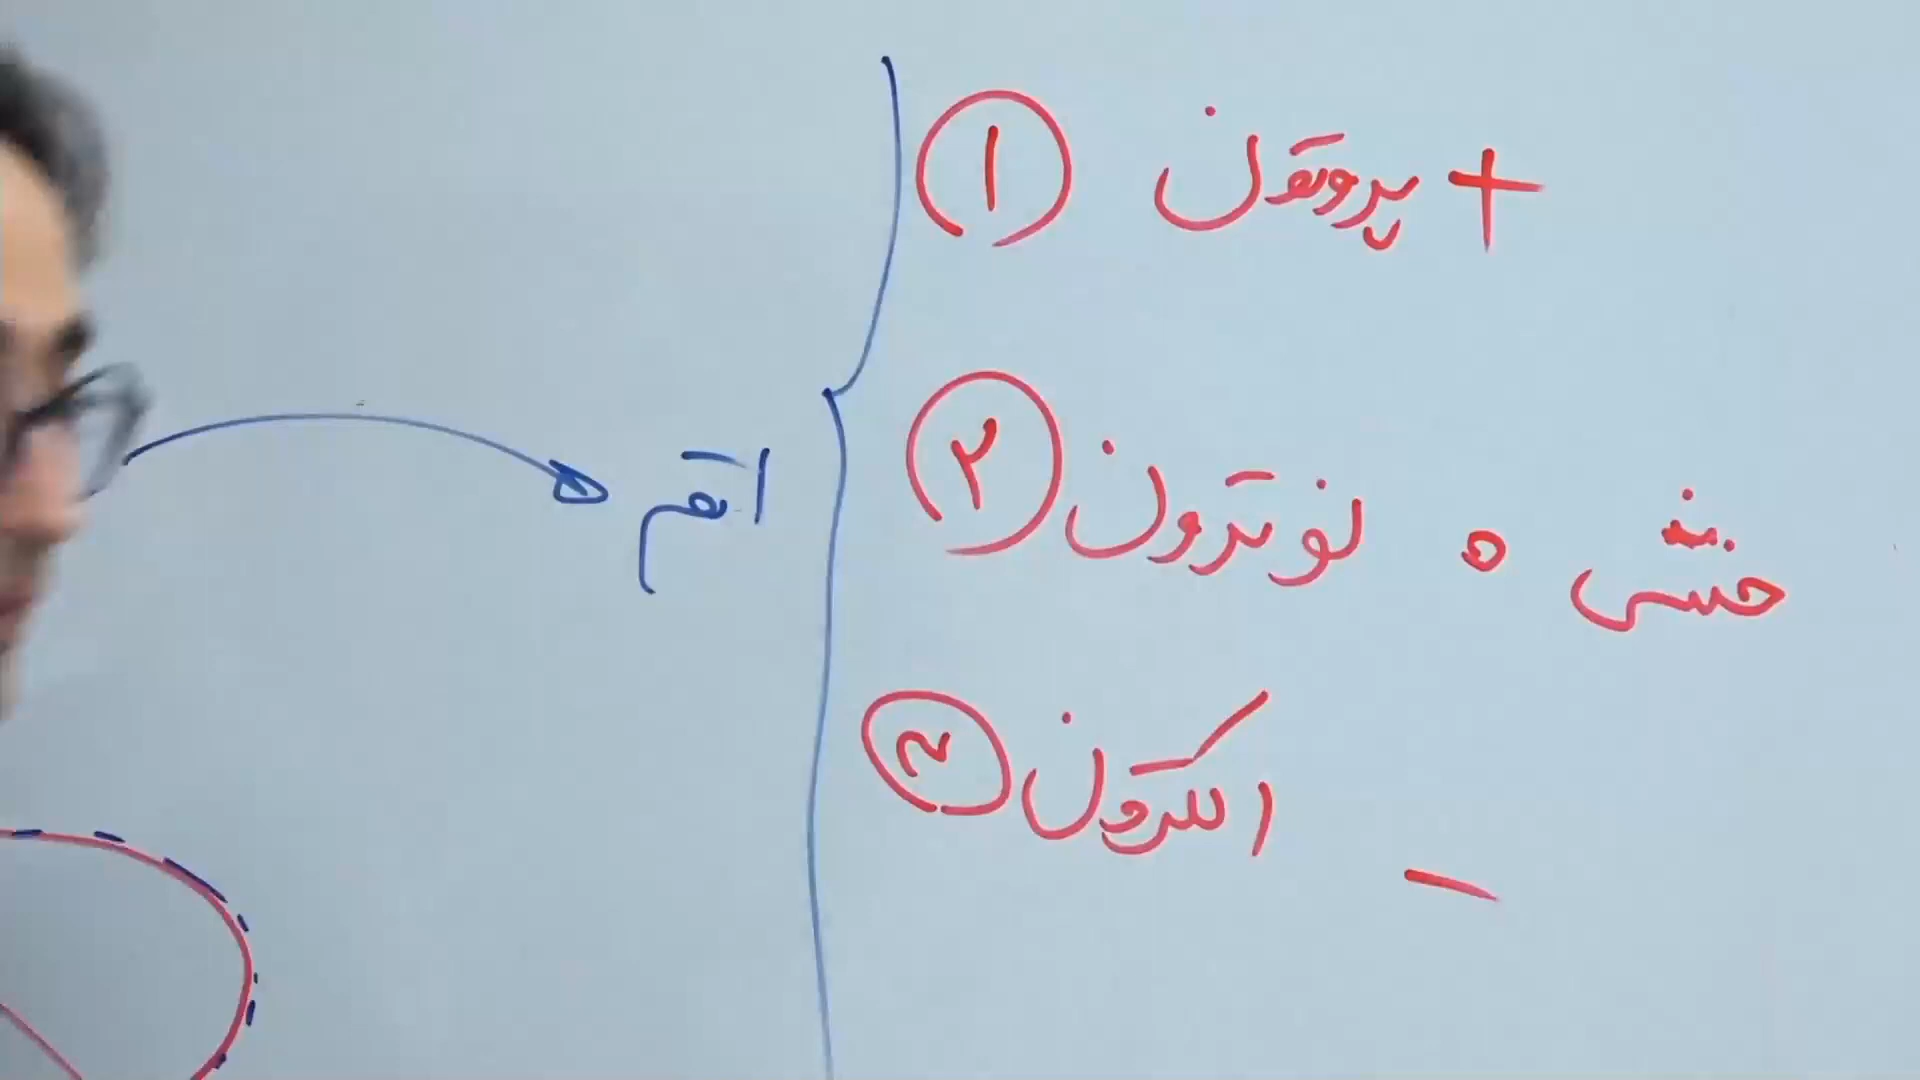 ۱ پروتون +
اتم
۲ نوترون ۰ خنثی
۳ الکترون -